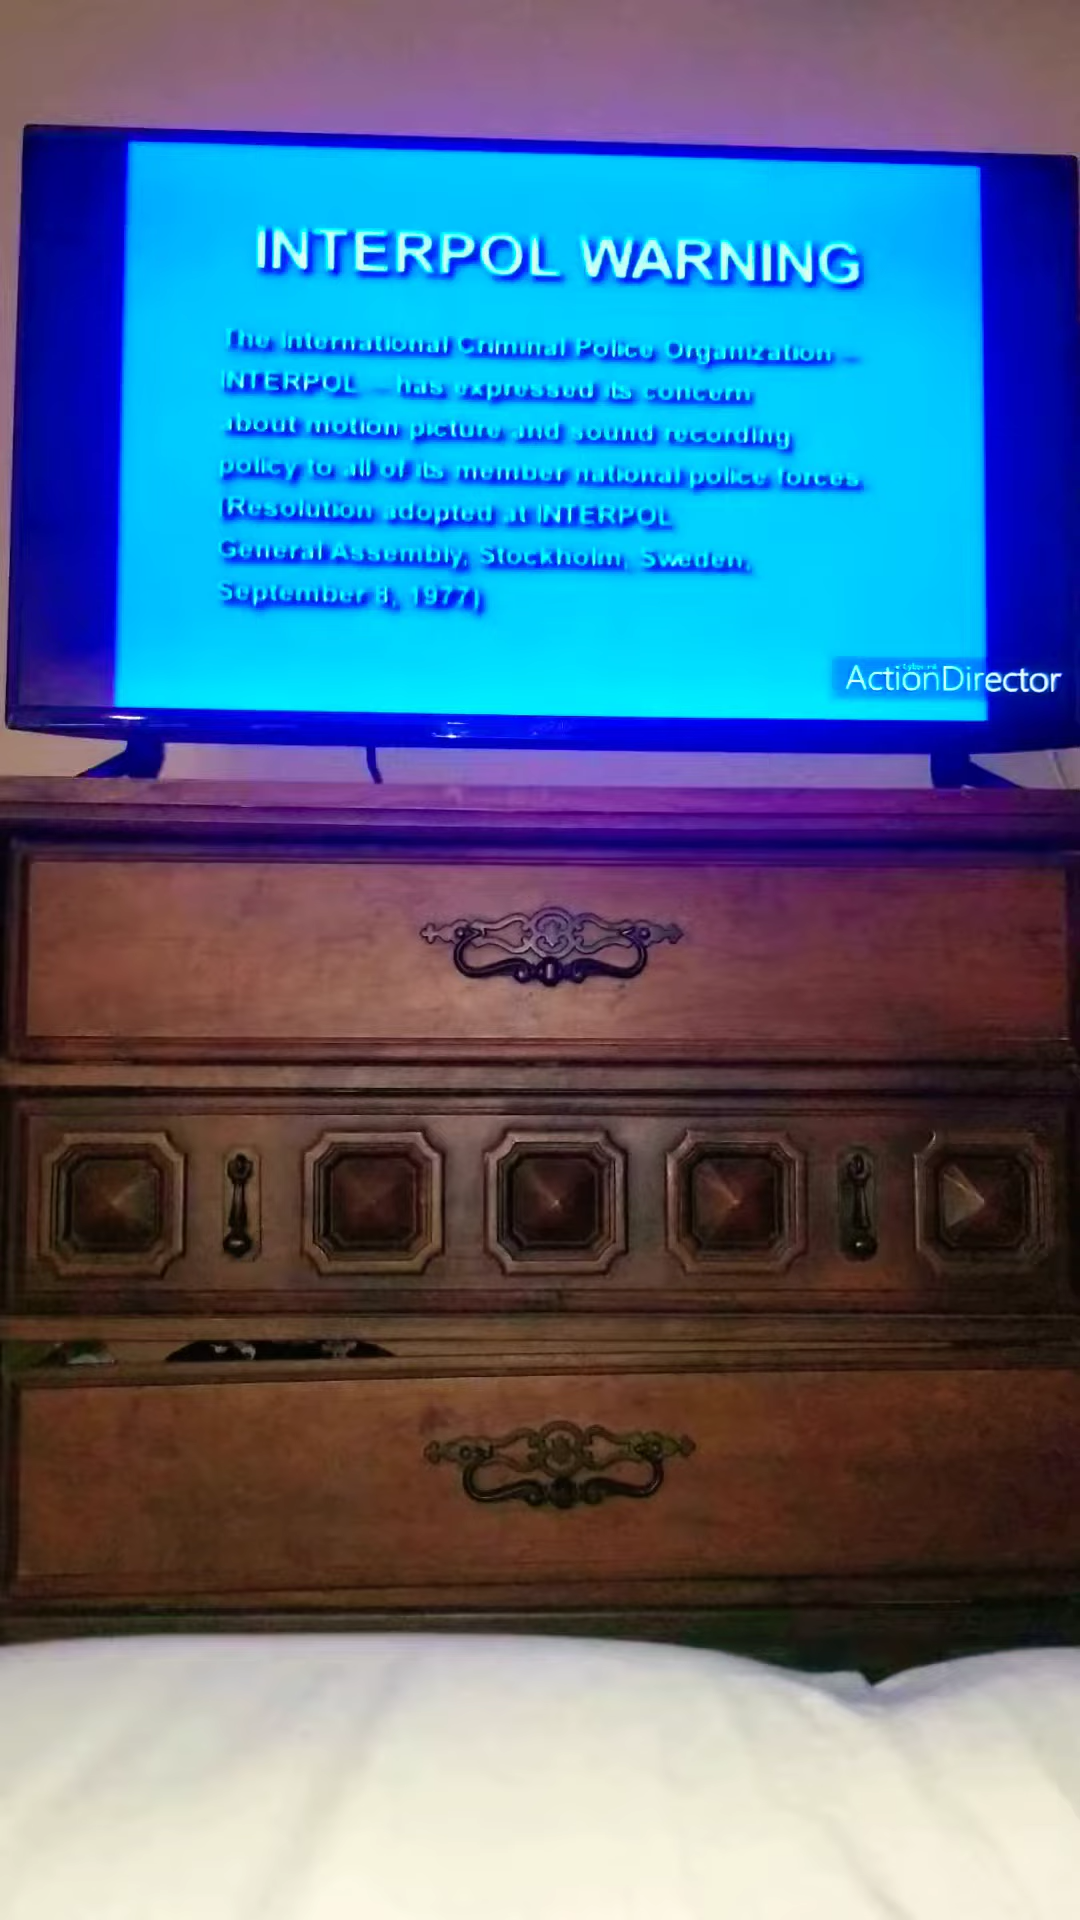 INTERPOL WARNING
The International Criminal Police Organization –
INTERPOL – has expressed its concern
about motion picture and sound recording
policy to all of its member national police forces.
(Resolution adopted at INTERPOL
General Assembly, Stockholm, Sweden,
September 8, 1977)
CyberLink
ActionDirector